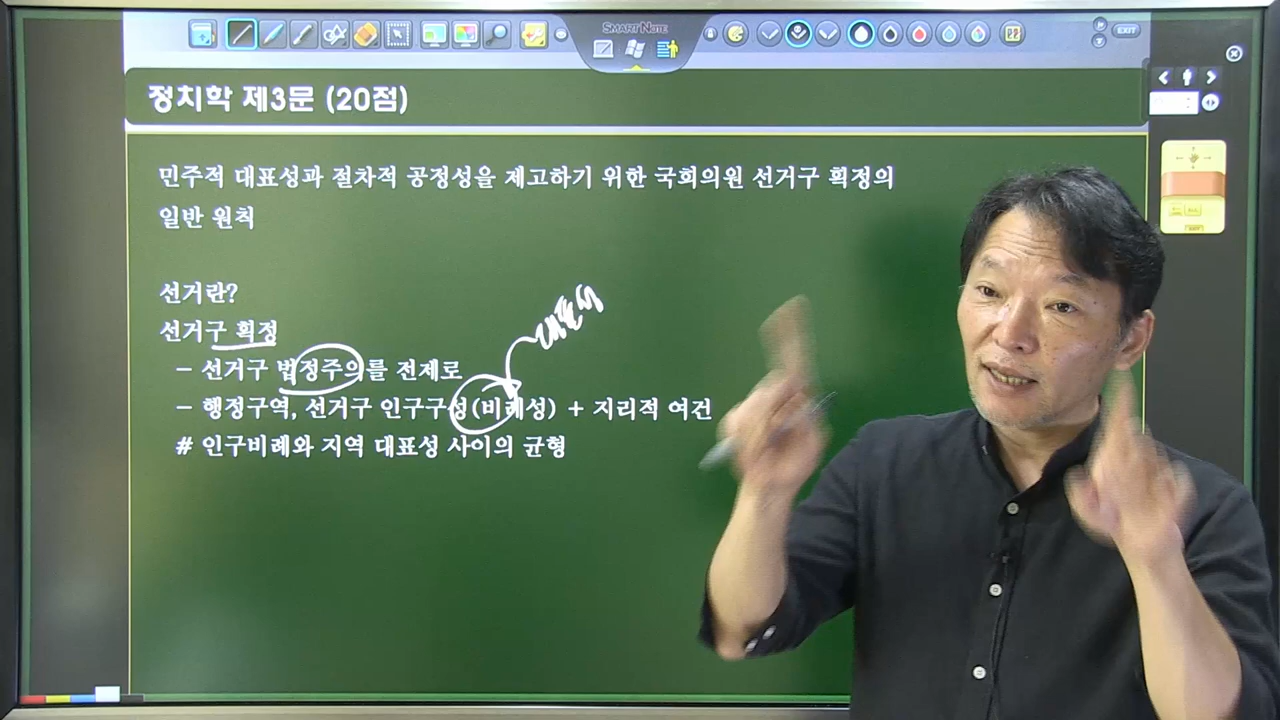 SMART NOTE
EXIT
정치학 제3문 (20점)
민주적 대표성과 절차적 공정성을 제고하기 위한 국회의원 선거구 획정의
일반 원칙
선거란?
선거구 획정
대표성
– 선거구 법정주의를 전제로
– 행정구역, 선거구 인구구성(비례성) + 지리적 여건
# 인구비례와 지역 대표성 사이의 균형